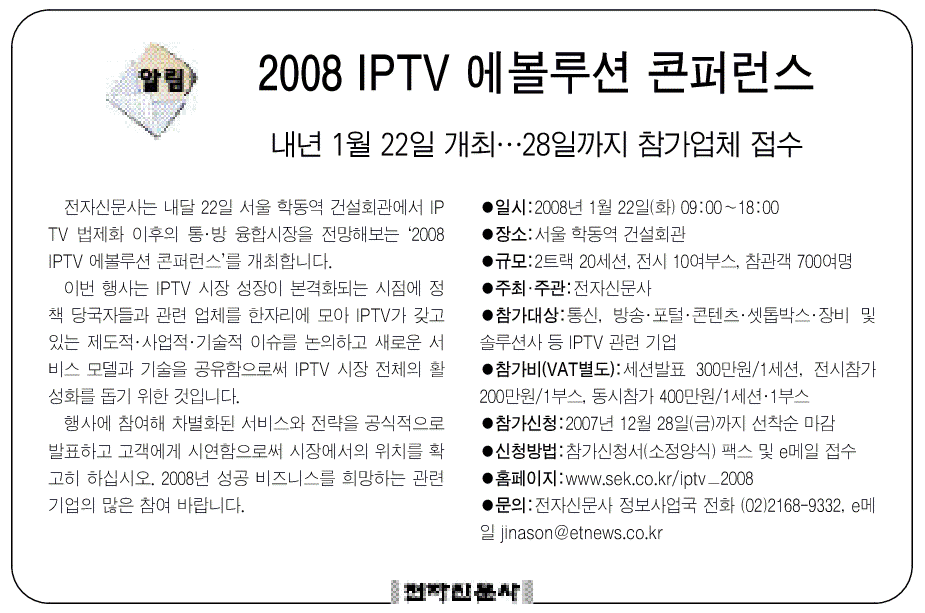 알림
2008 IPTV 에볼루션 콘퍼런스
내년 1월 22일 개최…28일까지 참가업체 접수
전자신문사는 내달 22일 서울 학동역 건설회관에서 IP
TV 법제화 이후의 통·방 융합시장을 전망해보는 ‘2008
IPTV 에볼루션 콘퍼런스’를 개최합니다.
이번 행사는 IPTV 시장 성장이 본격화되는 시점에 정
책 당국자들과 관련 업체를 한자리에 모아 IPTV가 갖고
있는 제도적·사업적·기술적 이슈를 논의하고 새로운 서
비스 모델과 기술을 공유함으로써 IPTV 시장 전체의 활
성화를 돕기 위한 것입니다.
행사에 참여해 차별화된 서비스와 전략을 공식적으로
발표하고 고객에게 시연함으로써 시장에서의 위치를 확
고히 하십시오. 2008년 성공 비즈니스를 희망하는 관련
기업의 많은 참여 바랍니다.
●일시:2008년 1월 22일(화) 09:00~18:00
●장소:서울 학동역 건설회관
●규모:2트랙 20세션, 전시 10여부스, 참관객 700여명
●주최·주관:전자신문사
●참가대상:통신, 방송·포털·콘텐츠·셋톱박스·장비 및
솔루션사 등 IPTV 관련 기업
●참가비(VAT별도):세션발표 300만원/1세션, 전시참가
200만원/1부스, 동시참가 400만원/1세션·1부스
●참가신청:2007년 12월 28일(금)까지 선착순 마감
●신청방법:참가신청서(소정양식) 팩스 및 e메일 접수
●홈페이지:www.sek.co.kr/iptv_2008
●문의:전자신문사 정보사업국 전화 (02)2168-9332, e메
일 jinason@etnews.co.kr
전자신문사